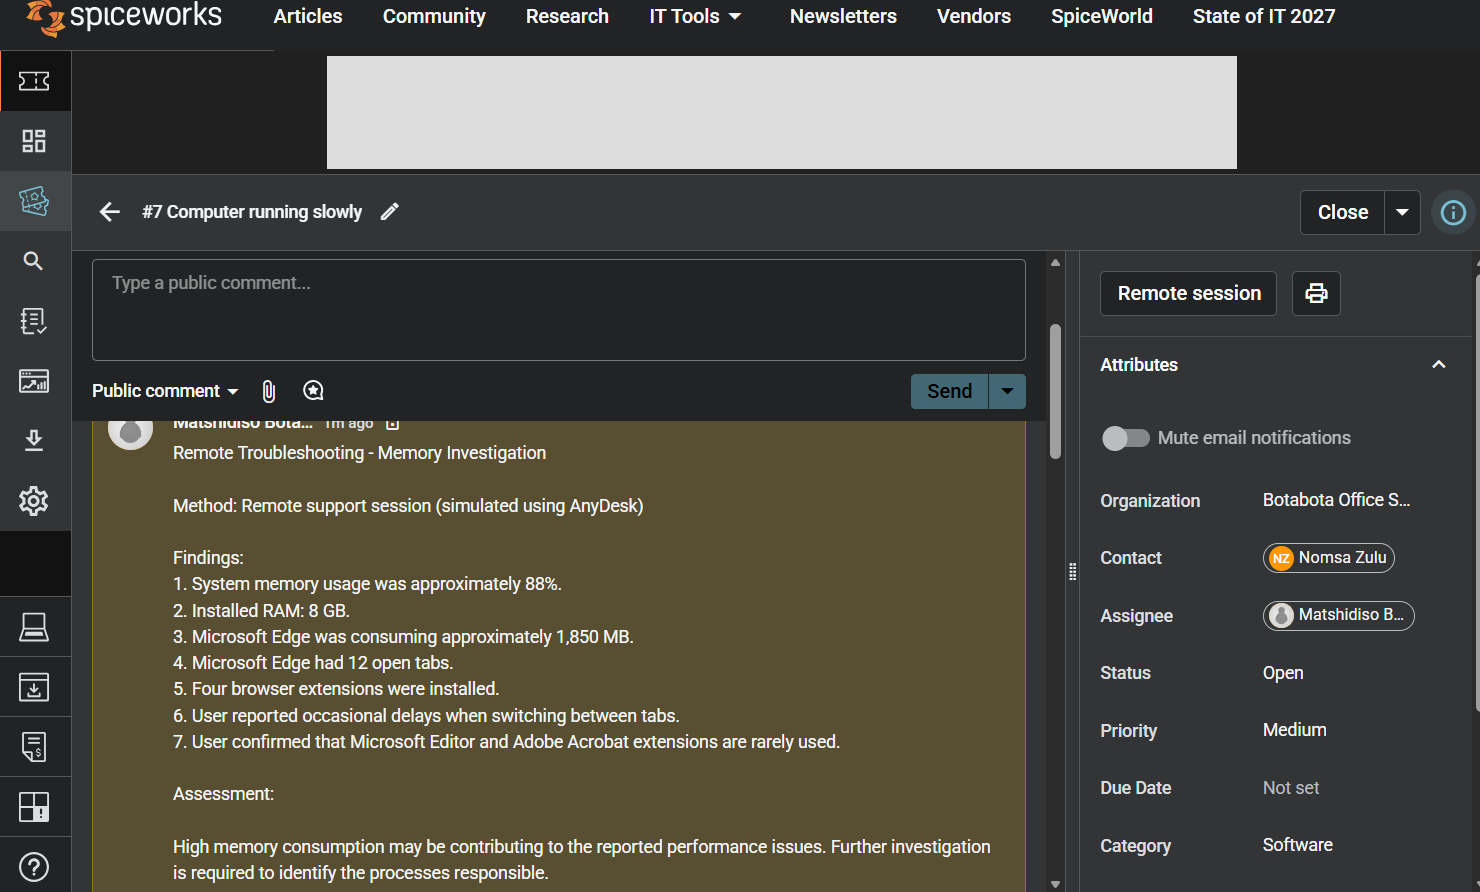 spiceworks
Articles
Community
Research
IT Tools
Newsletters
Vendors
SpiceWorld
State of IT 2027
#7 Computer running slowly
Close
Type a public comment...
Public comment
Send
Matshidiso Bota... 1m ago
Remote Troubleshooting - Memory Investigation
Method: Remote support session (simulated using AnyDesk)
Findings:
1. System memory usage was approximately 88%.
2. Installed RAM: 8 GB.
3. Microsoft Edge was consuming approximately 1,850 MB.
4. Microsoft Edge had 12 open tabs.
5. Four browser extensions were installed.
6. User reported occasional delays when switching between tabs.
7. User confirmed that Microsoft Editor and Adobe Acrobat extensions are rarely used.
Assessment:
High memory consumption may be contributing to the reported performance issues. Further investigation
is required to identify the processes responsible.
Remote session
Attributes
Mute email notifications
Organization Botabota Office S...
Contact NZ Nomsa Zulu
Assignee Matshidiso B...
Status Open
Priority Medium
Due Date Not set
Category Software